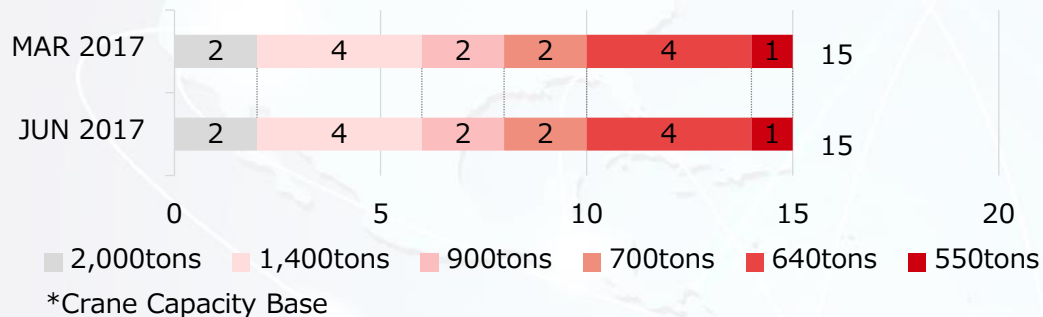 MAR 2017 2 4 2 2 4 1 15
JUN 2017 2 4 2 2 4 1 15
0 5 10 15 20
2,000tons 1,400tons 900tons 700tons 640tons 550tons
*Crane Capacity Base